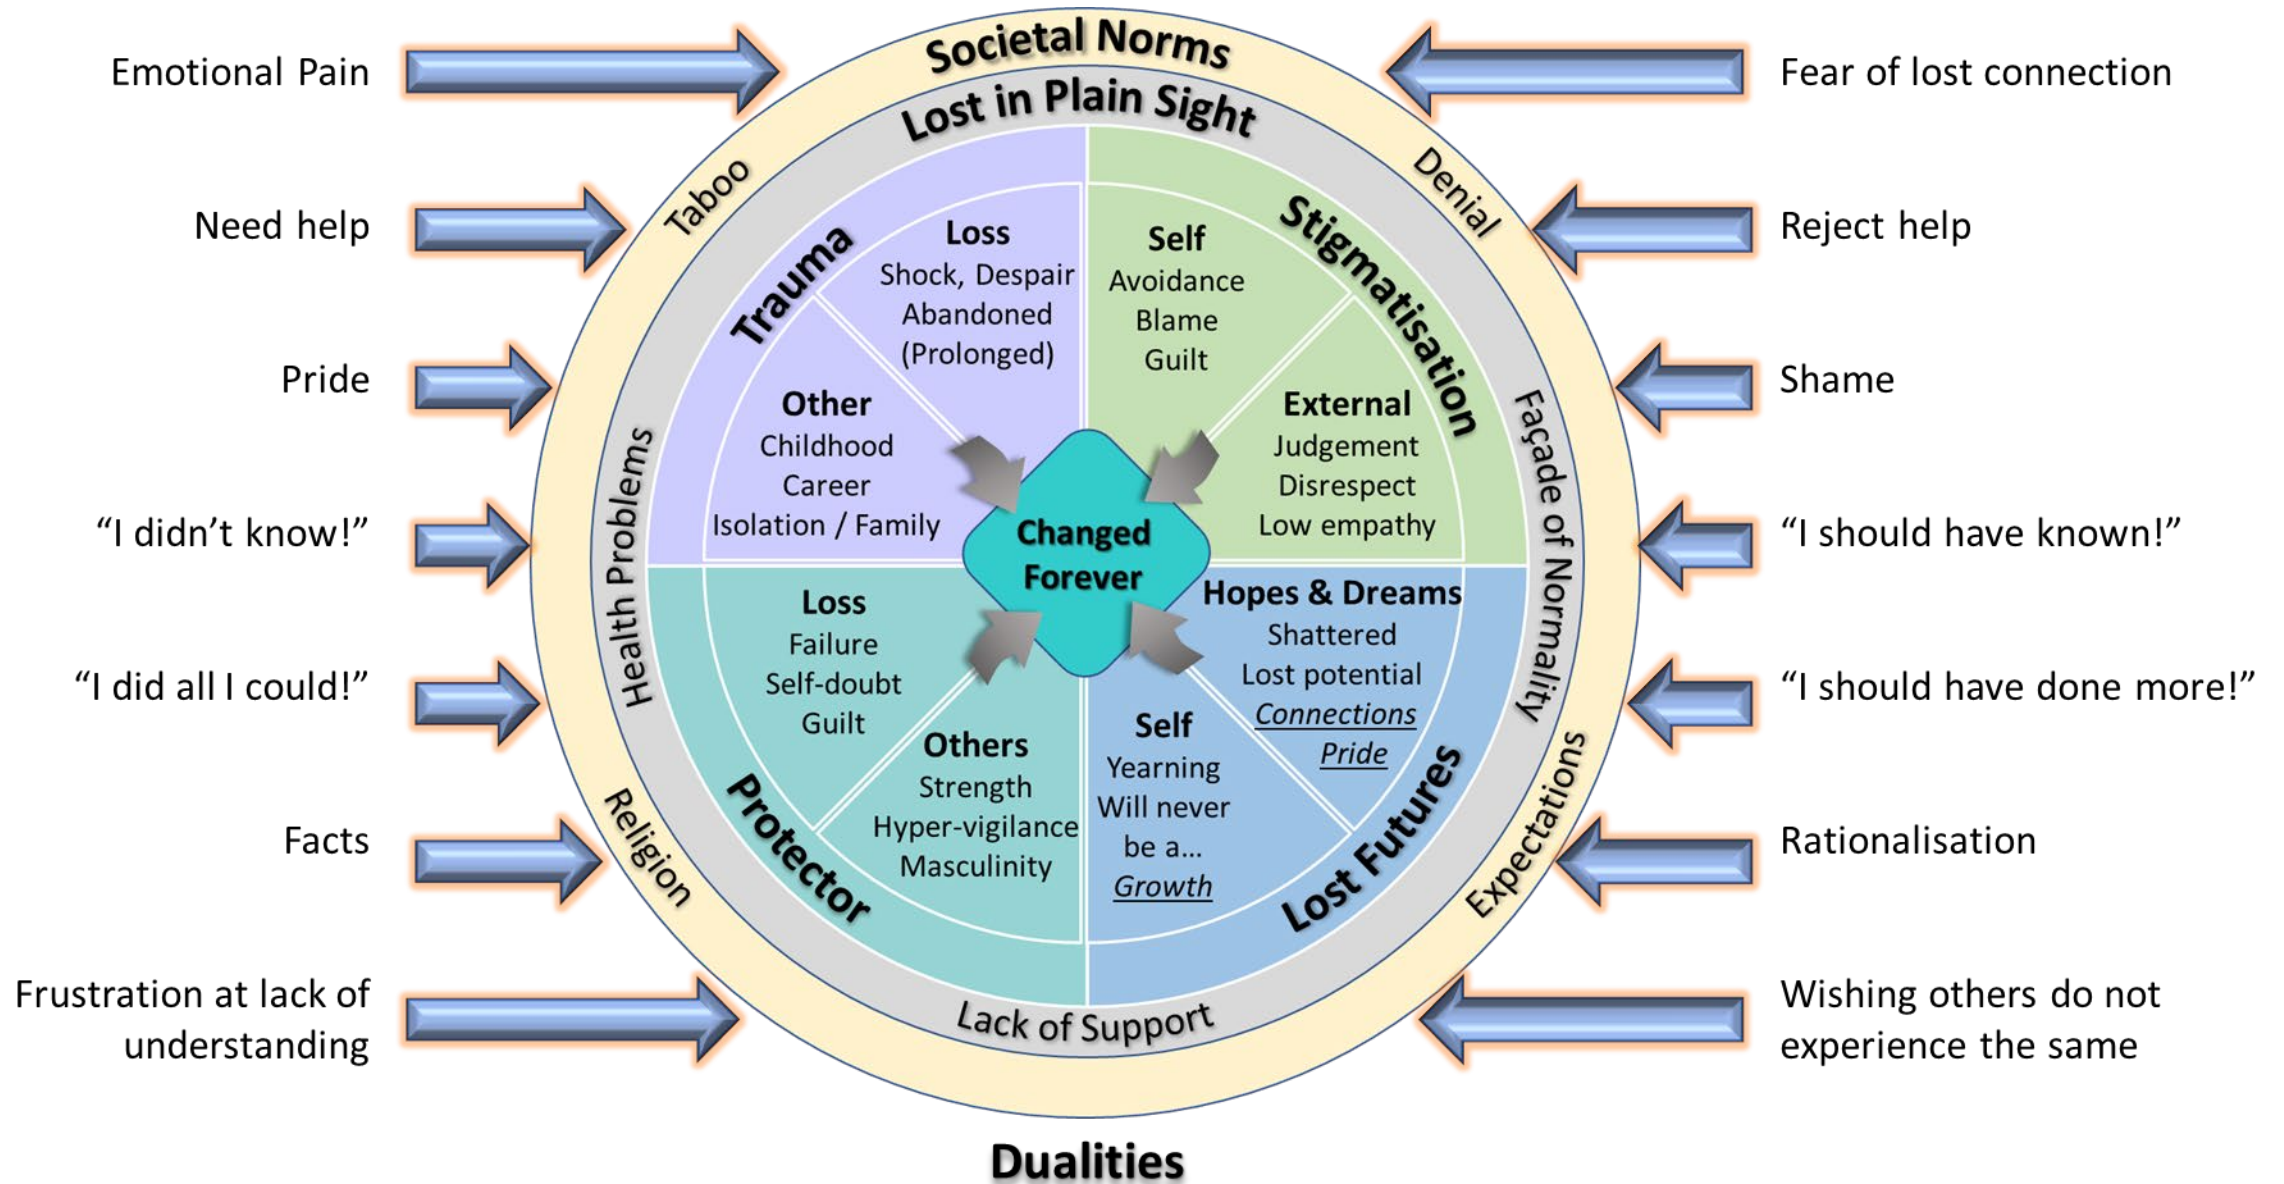 Societal Norms
Lost in Plain Sight
Emotional Pain
Fear of lost connection
Taboo
Denial
Need help
Reject help
Trauma
Loss
Shock, Despair
Abandoned
(Prolonged)
Self
Avoidance
Blame
Guilt
Stigmatisation
Pride
Shame
Other
Childhood
Career
Isolation / Family
External
Judgement
Disrespect
Low empathy
Health Problems
Façade of Normality
“I didn’t know!”
“I should have known!”
Changed
Forever
Loss
Failure
Self-doubt
Guilt
Hopes & Dreams
Shattered
Lost potential
Connections
Pride
“I did all I could!”
“I should have done more!”
Others
Strength
Hyper-vigilance
Masculinity
Self
Yearning
Will never
be a...
Growth
Protector
Lost Futures
Religion
Expectations
Facts
Rationalisation
Lack of Support
Frustration at lack of
understanding
Wishing others do not
experience the same
Dualities